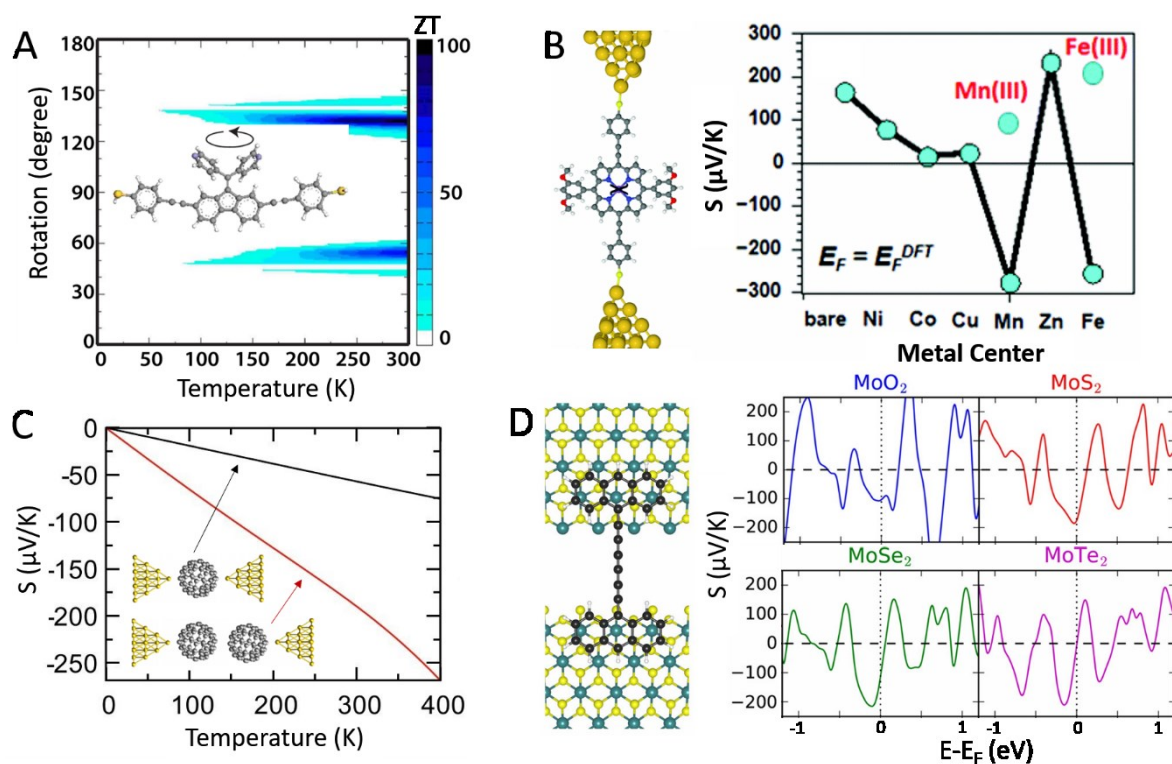 A
ZT
180
150
120
90
60
30
0
Rotation (degree)
0 50 100 150 200 250 300
Temperature (K)
100
50
0
B
300
200
100
0
−100
−200
−300
S (µV/K)
Fe(III)
Mn(III)
E_F = E_F^DFT
bare Ni Co Cu Mn Zn Fe
Metal Center
C
0
-50
-100
-150
-200
-250
S (µV/K)
0 100 200 300 400
Temperature (K)
D
MoO₂ MoS₂
200
100
0
−100
−200
MoSe₂ MoTe₂
200
100
0
−100
−200
S (µV/K)
-1 0 1 -1 0 1
E-E_F (eV)